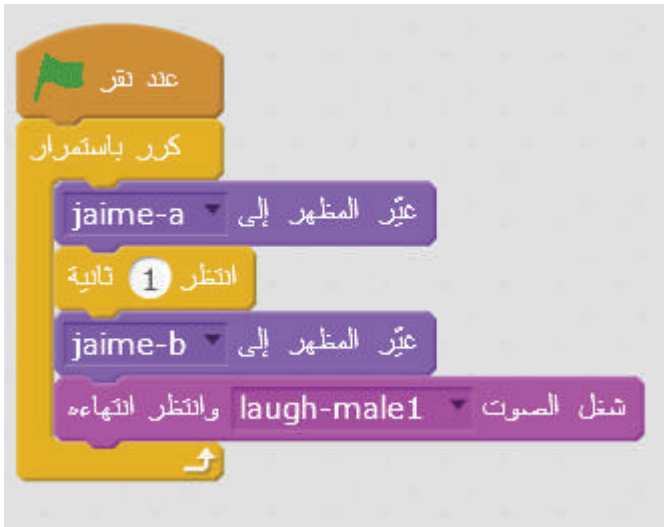 عند نقر
كرر باستمرار
غيّر المظهر إلى jaime-a
انتظر 1 ثانية
غيّر المظهر إلى jaime-b
شغل الصوت laugh-male1 وانتظر انتهاءه